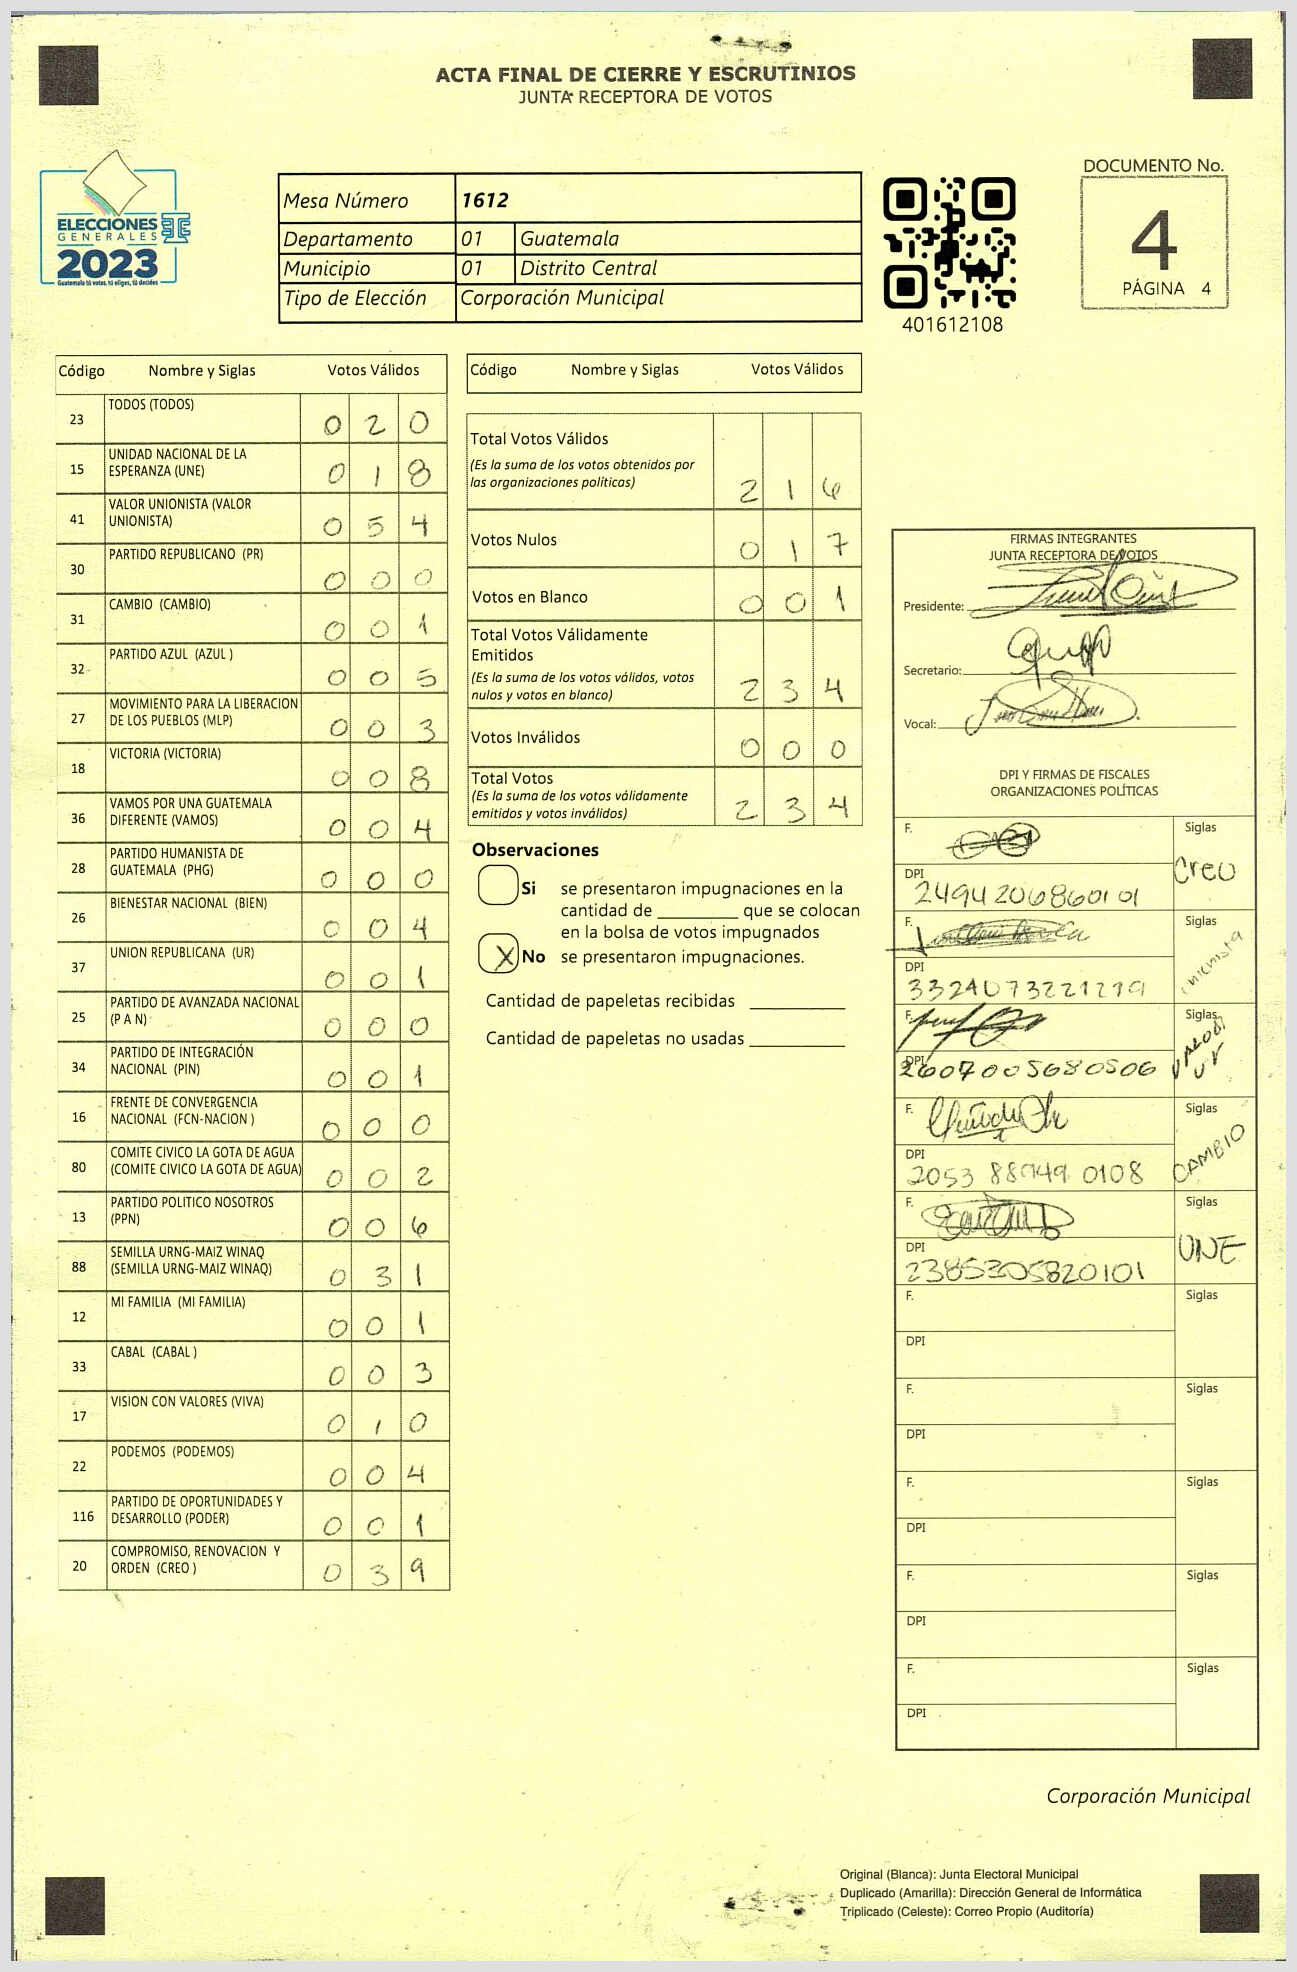 ACTA FINAL DE CIERRE Y ESCRUTINIOS
JUNTA RECEPTORA DE VOTOS
ELECCIONES
GENERALES
2023
Guatemala tú votas, tú eliges, tú decides
Mesa Número 1612
Departamento 01 Guatemala
Municipio 01 Distrito Central
Tipo de Elección Corporación Municipal
401612108
DOCUMENTO No.
4
PÁGINA 4
Código Nombre y Siglas Votos Válidos
23 TODOS (TODOS) 0 2 0
15 UNIDAD NACIONAL DE LA
ESPERANZA (UNE) 0 1 8
41 VALOR UNIONISTA (VALOR
UNIONISTA) 0 5 4
30 PARTIDO REPUBLICANO (PR) 0 0 0
31 CAMBIO (CAMBIO) 0 0 1
32 PARTIDO AZUL (AZUL ) 0 0 5
27 MOVIMIENTO PARA LA LIBERACION
DE LOS PUEBLOS (MLP) 0 0 3
18 VICTORIA (VICTORIA) 0 0 8
36 VAMOS POR UNA GUATEMALA
DIFERENTE (VAMOS) 0 0 4
28 PARTIDO HUMANISTA DE
GUATEMALA (PHG) 0 0 0
26 BIENESTAR NACIONAL (BIEN) 0 0 4
37 UNION REPUBLICANA (UR) 0 0 1
25 PARTIDO DE AVANZADA NACIONAL
(P A N) 0 0 0
34 PARTIDO DE INTEGRACIÓN
NACIONAL (PIN) 0 0 1
16 FRENTE DE CONVERGENCIA
NACIONAL (FCN-NACION ) 0 0 0
80 COMITE CIVICO LA GOTA DE AGUA
(COMITE CIVICO LA GOTA DE AGUA) 0 0 2
13 PARTIDO POLITICO NOSOTROS
(PPN) 0 0 6
88 SEMILLA URNG-MAIZ WINAQ
(SEMILLA URNG-MAIZ WINAQ) 0 3 1
12 MI FAMILIA (MI FAMILIA) 0 0 1
33 CABAL (CABAL ) 0 0 3
17 VISION CON VALORES (VIVA) 0 1 0
22 PODEMOS (PODEMOS) 0 0 4
116 PARTIDO DE OPORTUNIDADES Y
DESARROLLO (PODER) 0 0 1
20 COMPROMISO, RENOVACION Y
ORDEN (CREO ) 0 3 9
Código Nombre y Siglas Votos Válidos
Total Votos Válidos
(Es la suma de los votos obtenidos por
las organizaciones políticas) 2 1 6
Votos Nulos 0 1 7
Votos en Blanco 0 0 1
Total Votos Válidamente
Emitidos
(Es la suma de los votos válidos, votos
nulos y votos en blanco) 2 3 4
Votos Inválidos 0 0 0
Total Votos
(Es la suma de los votos válidamente
emitidos y votos inválidos) 2 3 4
Observaciones
Si se presentaron impugnaciones en la
cantidad de ________ que se colocan
en la bolsa de votos impugnados
X No se presentaron impugnaciones.
Cantidad de papeletas recibidas
Cantidad de papeletas no usadas
FIRMAS INTEGRANTES
JUNTA RECEPTORA DE VOTOS
Presidente:
Secretario:
Vocal:
DPI Y FIRMAS DE FISCALES
ORGANIZACIONES POLÍTICAS
F. Siglas
Creo
DPI
2494206860101
F. Siglas
DPI
3324073221219
F. Siglas
DPI
2607005680506
F. Siglas
CAMBIO
DPI
2053 88949 0108
F. Siglas
UNE
DPI
2385305820101
F. Siglas
DPI
F. Siglas
DPI
F. Siglas
DPI
F. Siglas
DPI
F. Siglas
DPI
Corporación Municipal
Original (Blanca): Junta Electoral Municipal
Duplicado (Amarilla): Dirección General de Informática
Triplicado (Celeste): Correo Propio (Auditoría)